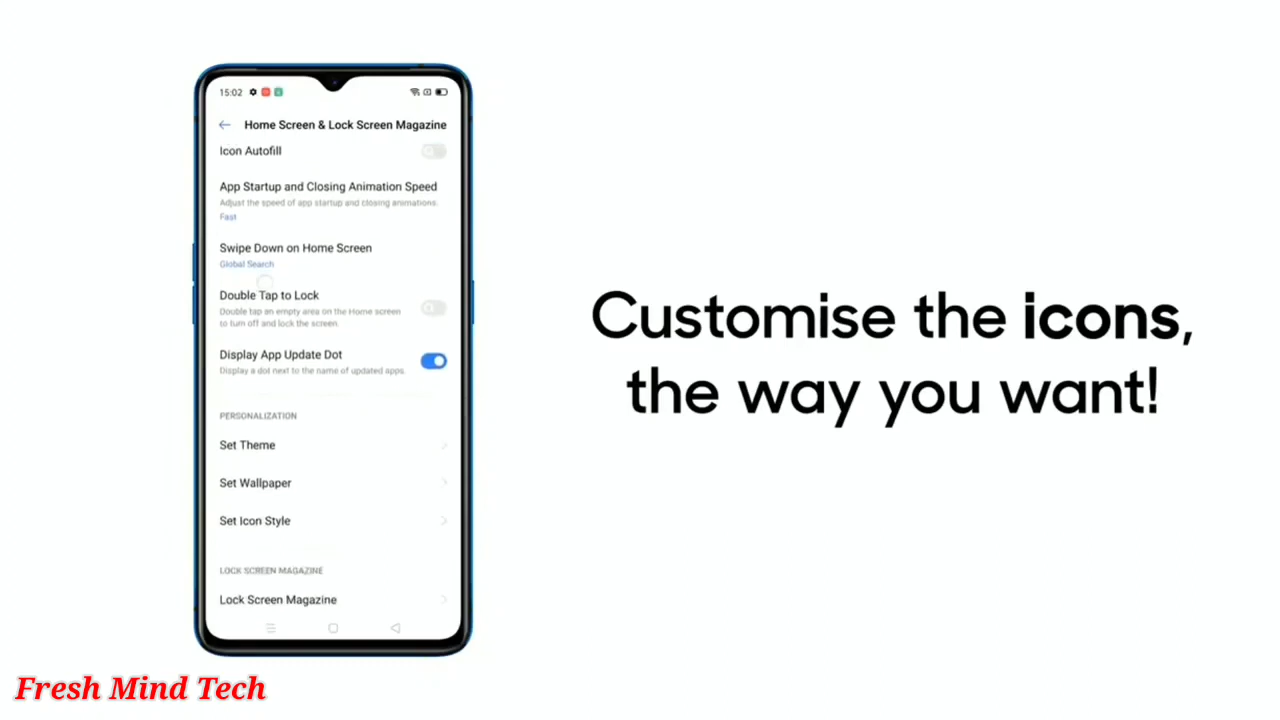 15:02
Home Screen & Lock Screen Magazine
Icon Autofill
App Startup and Closing Animation Speed
Adjust the speed of app startup and closing animations.
Fast
Swipe Down on Home Screen
Global Search
Double Tap to Lock
Double tap an empty area on the Home screen
to turn off and lock the screen.
Display App Update Dot
Display a dot next to the name of updated apps.
PERSONALIZATION
Set Theme
Set Wallpaper
Set Icon Style
LOCK SCREEN MAGAZINE
Lock Screen Magazine
Customise the icons,
the way you want!
Fresh Mind Tech